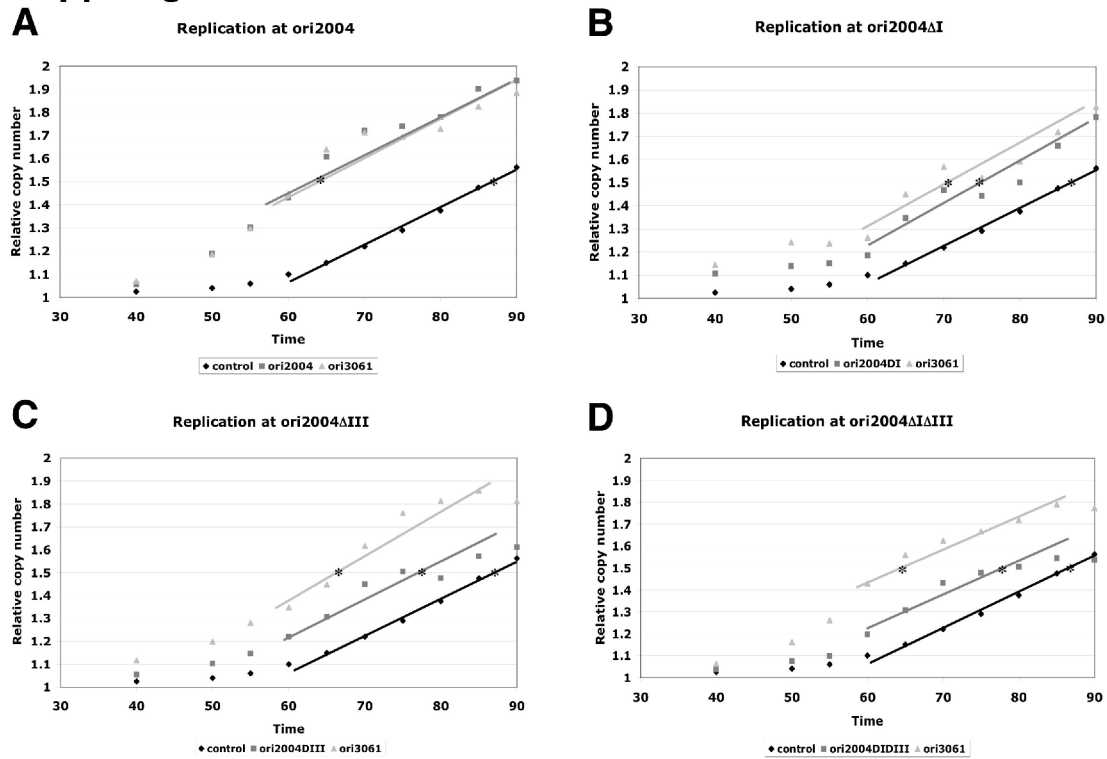 A
Replication at ori2004
Relative copy number
2
1.9
1.8
1.7
1.6
1.5
1.4
1.3
1.2
1.1
1
30 40 50 60 70 80 90
Time
control ori2004 ori3061
B
Replication at ori2004ΔI
Relative copy number
2
1.9
1.8
1.7
1.6
1.5
1.4
1.3
1.2
1.1
1
30 40 50 60 70 80 90
Time
control ori2004DI ori3061
C
Replication at ori2004ΔIII
Relative copy number
2
1.9
1.8
1.7
1.6
1.5
1.4
1.3
1.2
1.1
1
30 40 50 60 70 80 90
Time
control ori2004DIII ori3061
D
Replication at ori2004ΔIΔIII
Relative copy number
2
1.9
1.8
1.7
1.6
1.5
1.4
1.3
1.2
1.1
1
30 40 50 60 70 80 90
Time
control ori2004DIDIII ori3061